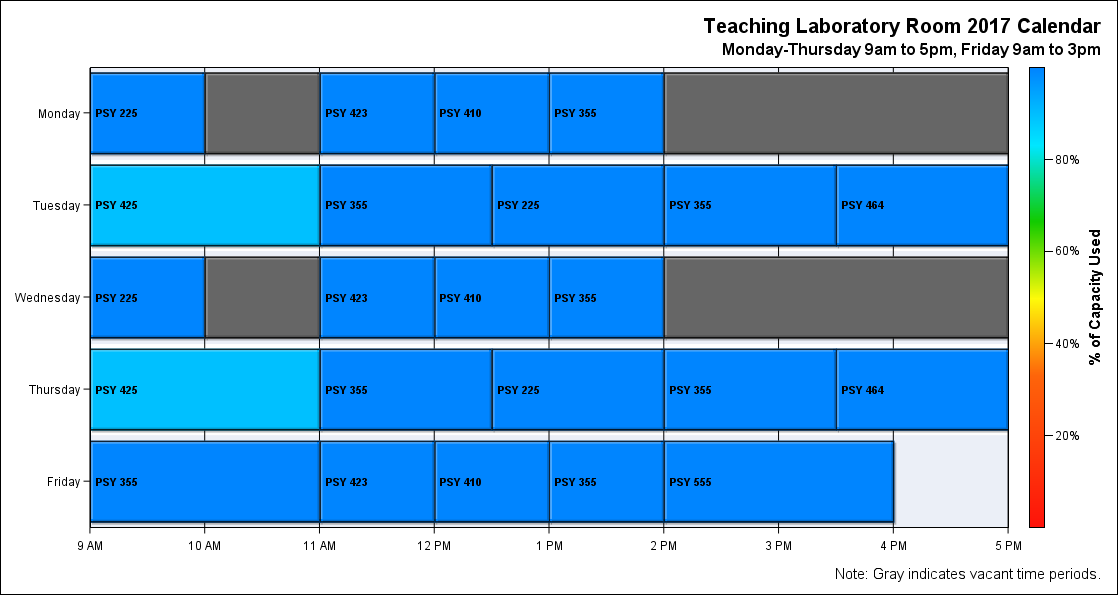 Teaching Laboratory Room 2017 Calendar
Monday-Thursday 9am to 5pm, Friday 9am to 3pm
Monday
PSY 225
PSY 423
PSY 410
PSY 355
Tuesday
PSY 425
PSY 355
PSY 225
PSY 355
PSY 464
Wednesday
PSY 225
PSY 423
PSY 410
PSY 355
Thursday
PSY 425
PSY 355
PSY 225
PSY 355
PSY 464
Friday
PSY 355
PSY 423
PSY 410
PSY 355
PSY 555
9 AM
10 AM
11 AM
12 PM
1 PM
2 PM
3 PM
4 PM
5 PM
80%
60%
40%
20%
% of Capacity Used
Note: Gray indicates vacant time periods.